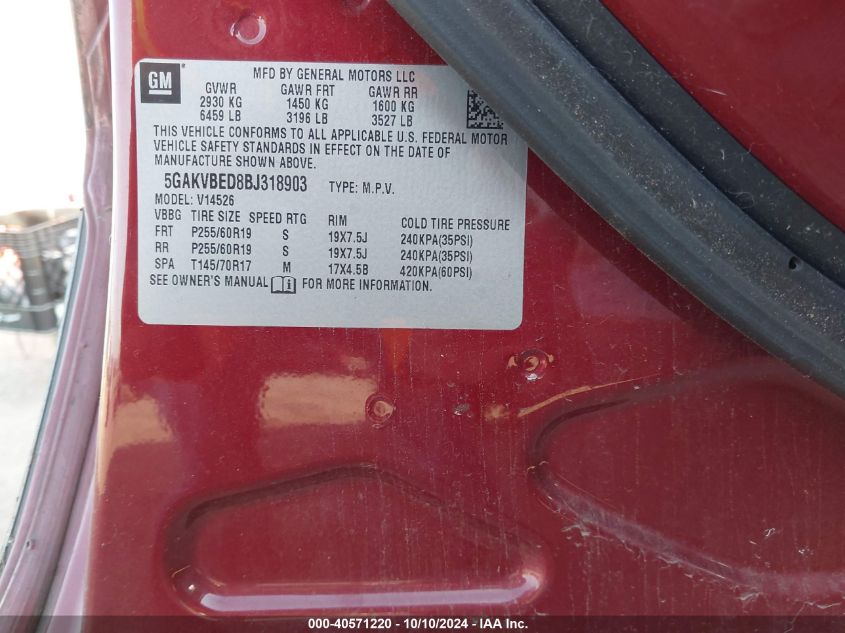 GM
MFD BY GENERAL MOTORS LLC
GVWR GAWR FRT GAWR RR
2930 KG 1450 KG 1600 KG
6459 LB 3196 LB 3527 LB
THIS VEHICLE CONFORMS TO ALL APPLICABLE U.S. FEDERAL MOTOR
VEHICLE SAFETY STANDARDS IN EFFECT ON THE DATE OF
MANUFACTURE SHOWN ABOVE.
5GAKVBED8BJ318903 TYPE: M.P.V.
MODEL: V14526
VBBG TIRE SIZE SPEED RTG RIM COLD TIRE PRESSURE
FRT P255/60R19 S 19X7.5J 240KPA(35PSI)
RR P255/60R19 S 19X7.5J 240KPA(35PSI)
SPA T145/70R17 M 17X4.5B 420KPA(60PSI)
SEE OWNER'S MANUAL FOR MORE INFORMATION.
000-40571220 - 10/10/2024 - IAA Inc.